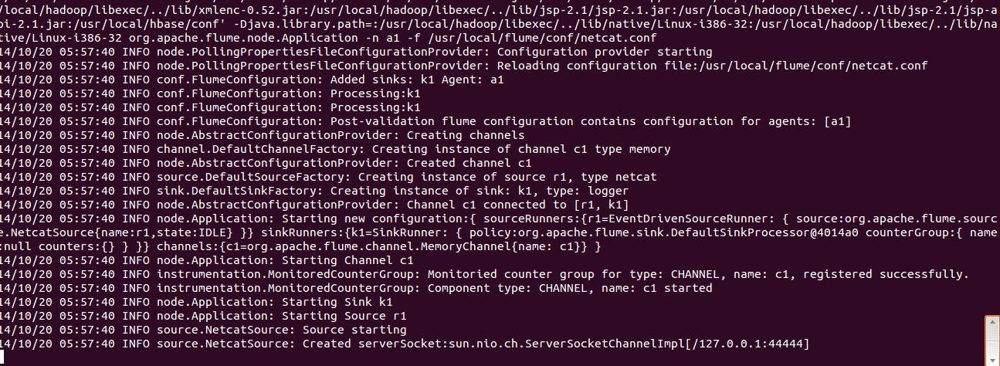 /local/hadoop/libexec/../lib/xmlenc-0.52.jar:/usr/local/hadoop/libexec/../lib/jsp-2.1/jsp-2.1.jar:/usr/local/hadoop/libexec/../lib/jsp-2.1/jsp-a
pi-2.1.jar:/usr/local/hbase/conf' -Djava.library.path=:/usr/local/hadoop/libexec/../lib/native/Linux-i386-32:/usr/local/hadoop/libexec/../lib/na
tive/Linux-i386-32 org.apache.flume.node.Application -n a1 -f /usr/local/flume/conf/netcat.conf
14/10/20 05:57:40 INFO node.PollingPropertiesFileConfigurationProvider: Configuration provider starting
14/10/20 05:57:40 INFO node.PollingPropertiesFileConfigurationProvider: Reloading configuration file:/usr/local/flume/conf/netcat.conf
14/10/20 05:57:40 INFO conf.FlumeConfiguration: Added sinks: k1 Agent: a1
14/10/20 05:57:40 INFO conf.FlumeConfiguration: Processing:k1
14/10/20 05:57:40 INFO conf.FlumeConfiguration: Processing:k1
14/10/20 05:57:40 INFO conf.FlumeConfiguration: Post-validation flume configuration contains configuration for agents: [a1]
14/10/20 05:57:40 INFO node.AbstractConfigurationProvider: Creating channels
14/10/20 05:57:40 INFO channel.DefaultChannelFactory: Creating instance of channel c1 type memory
14/10/20 05:57:40 INFO node.AbstractConfigurationProvider: Created channel c1
14/10/20 05:57:40 INFO source.DefaultSourceFactory: Creating instance of source r1, type netcat
14/10/20 05:57:40 INFO sink.DefaultSinkFactory: Creating instance of sink: k1, type: logger
14/10/20 05:57:40 INFO node.AbstractConfigurationProvider: Channel c1 connected to [r1, k1]
14/10/20 05:57:40 INFO node.Application: Starting new configuration:{ sourceRunners:{r1=EventDrivenSourceRunner: { source:org.apache.flume.sourc
e.NetcatSource{name:r1,state:IDLE} }} sinkRunners:{k1=SinkRunner: { policy:org.apache.flume.sink.DefaultSinkProcessor@4014a0 counterGroup:{ name
:null counters:{} } }} channels:{c1=org.apache.flume.channel.MemoryChannel{name: c1}} }
14/10/20 05:57:40 INFO node.Application: Starting Channel c1
14/10/20 05:57:40 INFO instrumentation.MonitoredCounterGroup: Monitoried counter group for type: CHANNEL, name: c1, registered successfully.
14/10/20 05:57:40 INFO instrumentation.MonitoredCounterGroup: Component type: CHANNEL, name: c1 started
14/10/20 05:57:40 INFO node.Application: Starting Sink k1
14/10/20 05:57:40 INFO node.Application: Starting Source r1
14/10/20 05:57:40 INFO source.NetcatSource: Source starting
14/10/20 05:57:40 INFO source.NetcatSource: Created serverSocket:sun.nio.ch.ServerSocketChannelImpl[/127.0.0.1:44444]